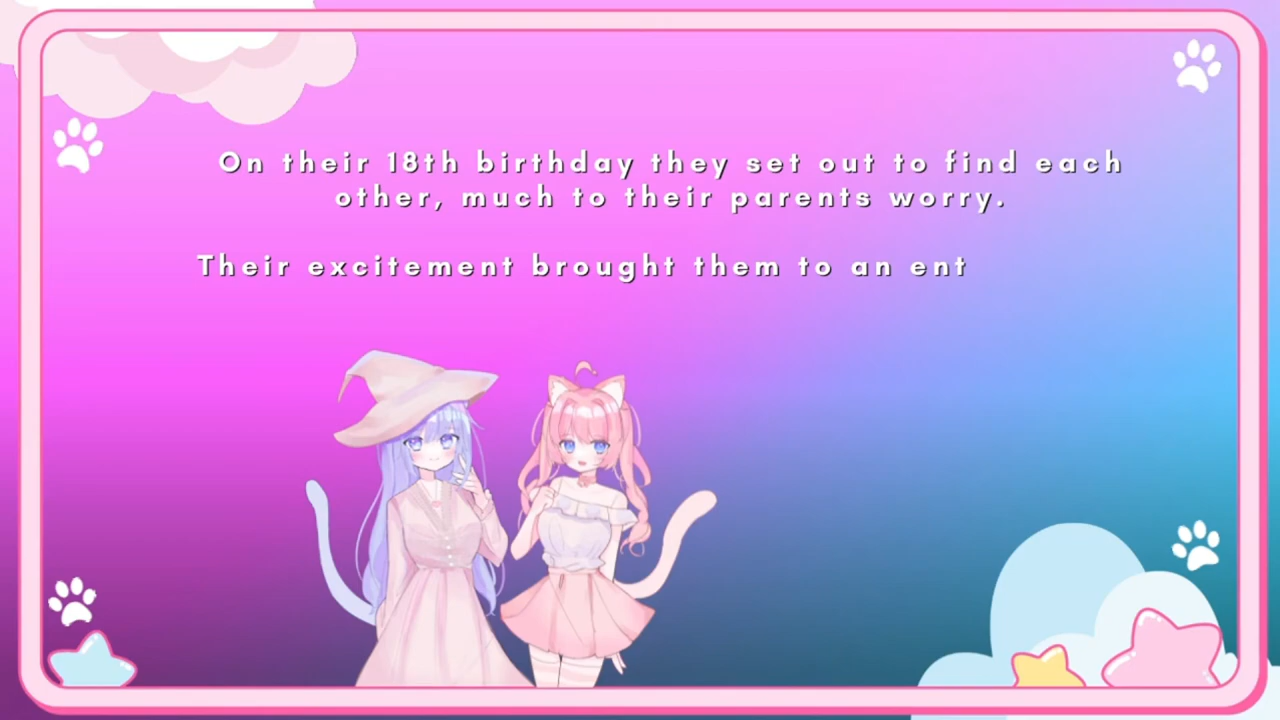 On their 18th birthday they set out to find each
other, much to their parents worry.
Their excitement brought them to an ent